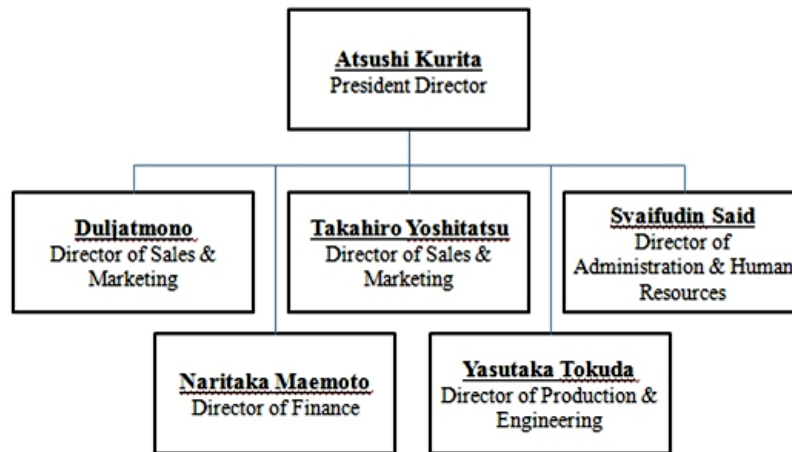 Atsushi Kurita
President Director
Duljatmono
Director of Sales &
Marketing
Takahiro Yoshitatsu
Director of Sales &
Marketing
Syaifudin Said
Director of
Administration & Human
Resources
Naritaka Maemoto
Director of Finance
Yasutaka Tokuda
Director of Production &
Engineering